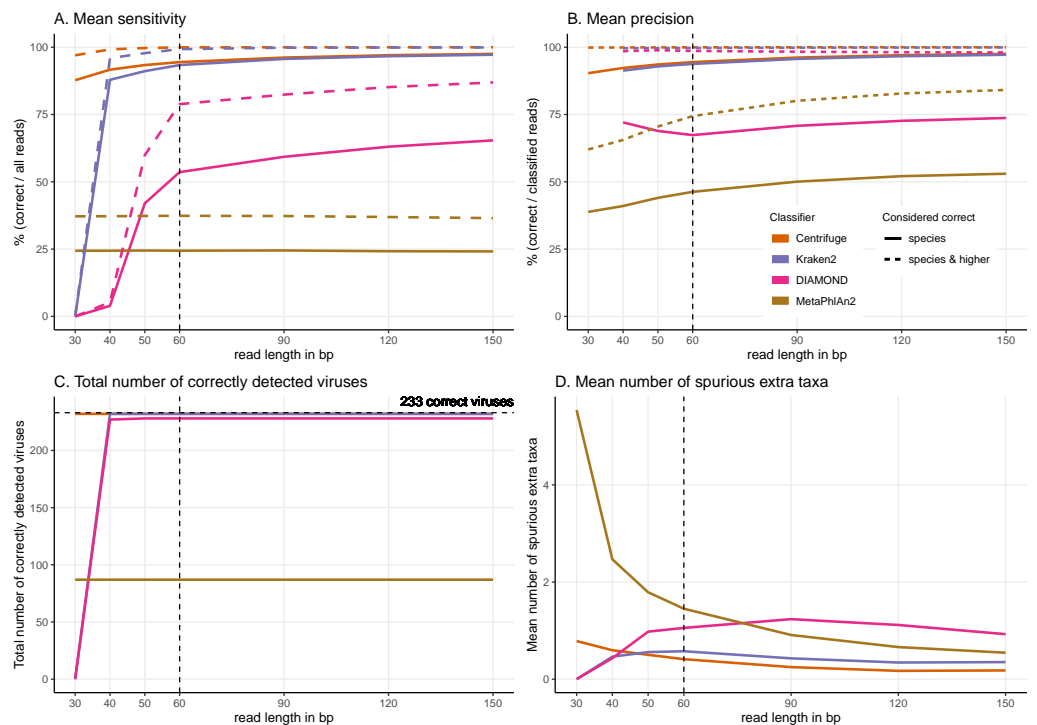 A. Mean sensitivity
% (correct / all reads)
100
75
50
25
0
30 40 50 60 90 120 150
read length in bp
B. Mean precision
% (correct / classified reads)
100
75
50
25
0
Classifier
Centrifuge
Kraken2
DIAMOND
MetaPhlAn2
Considered correct
species
species & higher
30 40 50 60 90 120 150
read length in bp
C. Total number of correctly detected viruses
Total number of correctly detected viruses
233 correct viruses
200
150
100
50
0
30 40 50 60 90 120 150
read length in bp
D. Mean number of spurious extra taxa
Mean number of spurious extra taxa
4
2
0
30 40 50 60 90 120 150
read length in bp